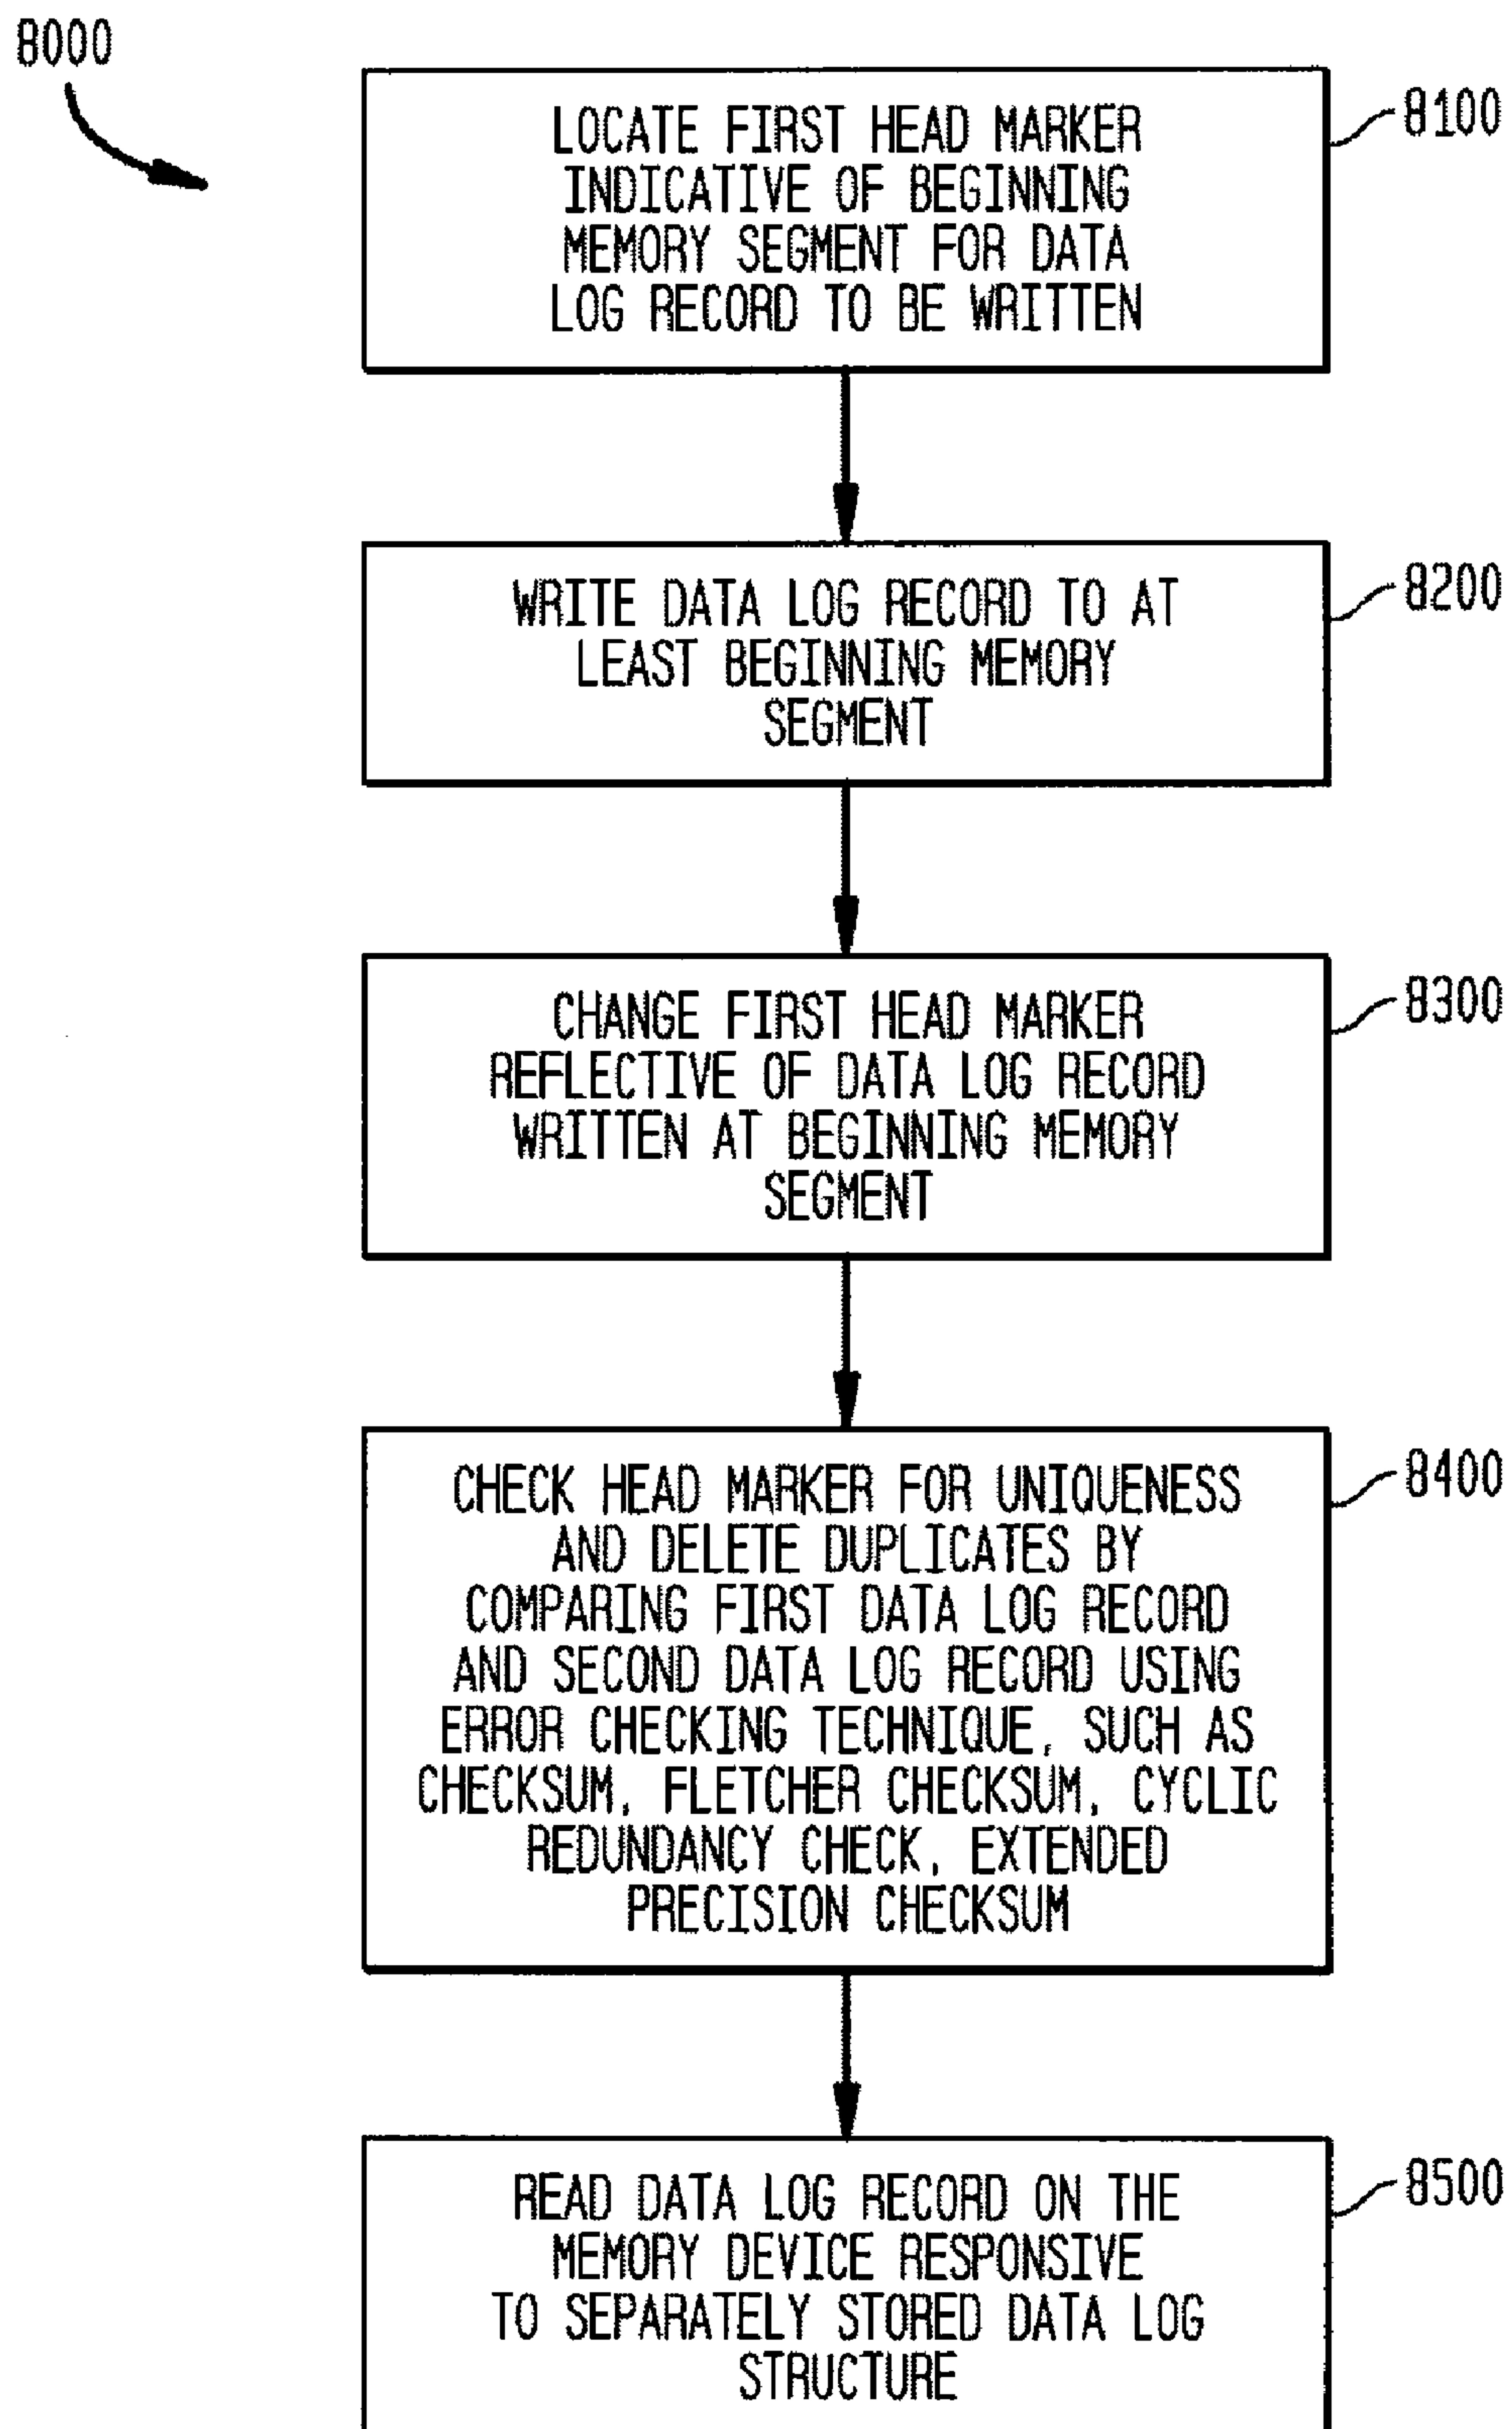 8000
LOCATE FIRST HEAD MARKER
INDICATIVE OF BEGINNING
MEMORY SEGMENT FOR DATA
LOG RECORD TO BE WRITTEN
8100
WRITE DATA LOG RECORD TO AT
LEAST BEGINNING MEMORY
SEGMENT
8200
CHANGE FIRST HEAD MARKER
REFLECTIVE OF DATA LOG RECORD
WRITTEN AT BEGINNING MEMORY
SEGMENT
8300
CHECK HEAD MARKER FOR UNIQUENESS
AND DELETE DUPLICATES BY
COMPARING FIRST DATA LOG RECORD
AND SECOND DATA LOG RECORD USING
ERROR CHECKING TECHNIQUE, SUCH AS
CHECKSUM, FLETCHER CHECKSUM, CYCLIC
REDUNDANCY CHECK, EXTENDED
PRECISION CHECKSUM
8400
READ DATA LOG RECORD ON THE
MEMORY DEVICE RESPONSIVE
TO SEPARATELY STORED DATA LOG
STRUCTURE
8500